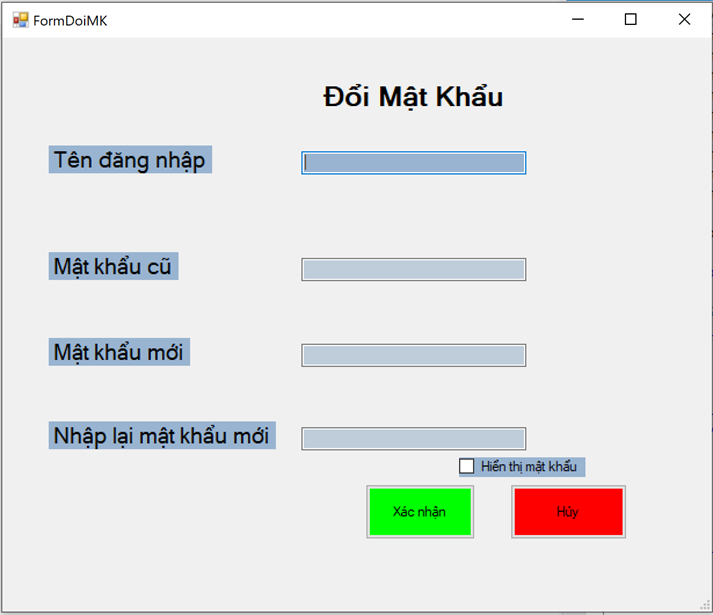 FormDoiMK
Đổi Mật Khẩu
Tên đăng nhập
Mật khẩu cũ
Mật khẩu mới
Nhập lại mật khẩu mới
Hiển thị mật khẩu
Xác nhận
Hủy